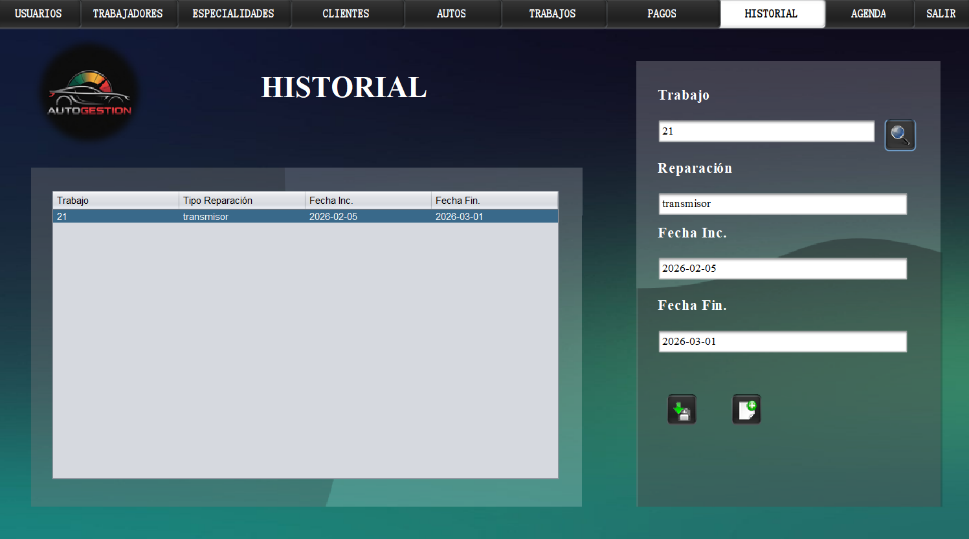 USUARIOS TRABAJADORES ESPECIALIDADES CLIENTES AUTOS TRABAJOS PAGOS HISTORIAL AGENDA SALIR
AUTOGESTION
HISTORIAL
Trabajo Tipo Reparación Fecha Inc. Fecha Fin.
21 transmisor 2026-02-05 2026-03-01
Trabajo
21
Reparación
transmisor
Fecha Inc.
2026-02-05
Fecha Fin.
2026-03-01